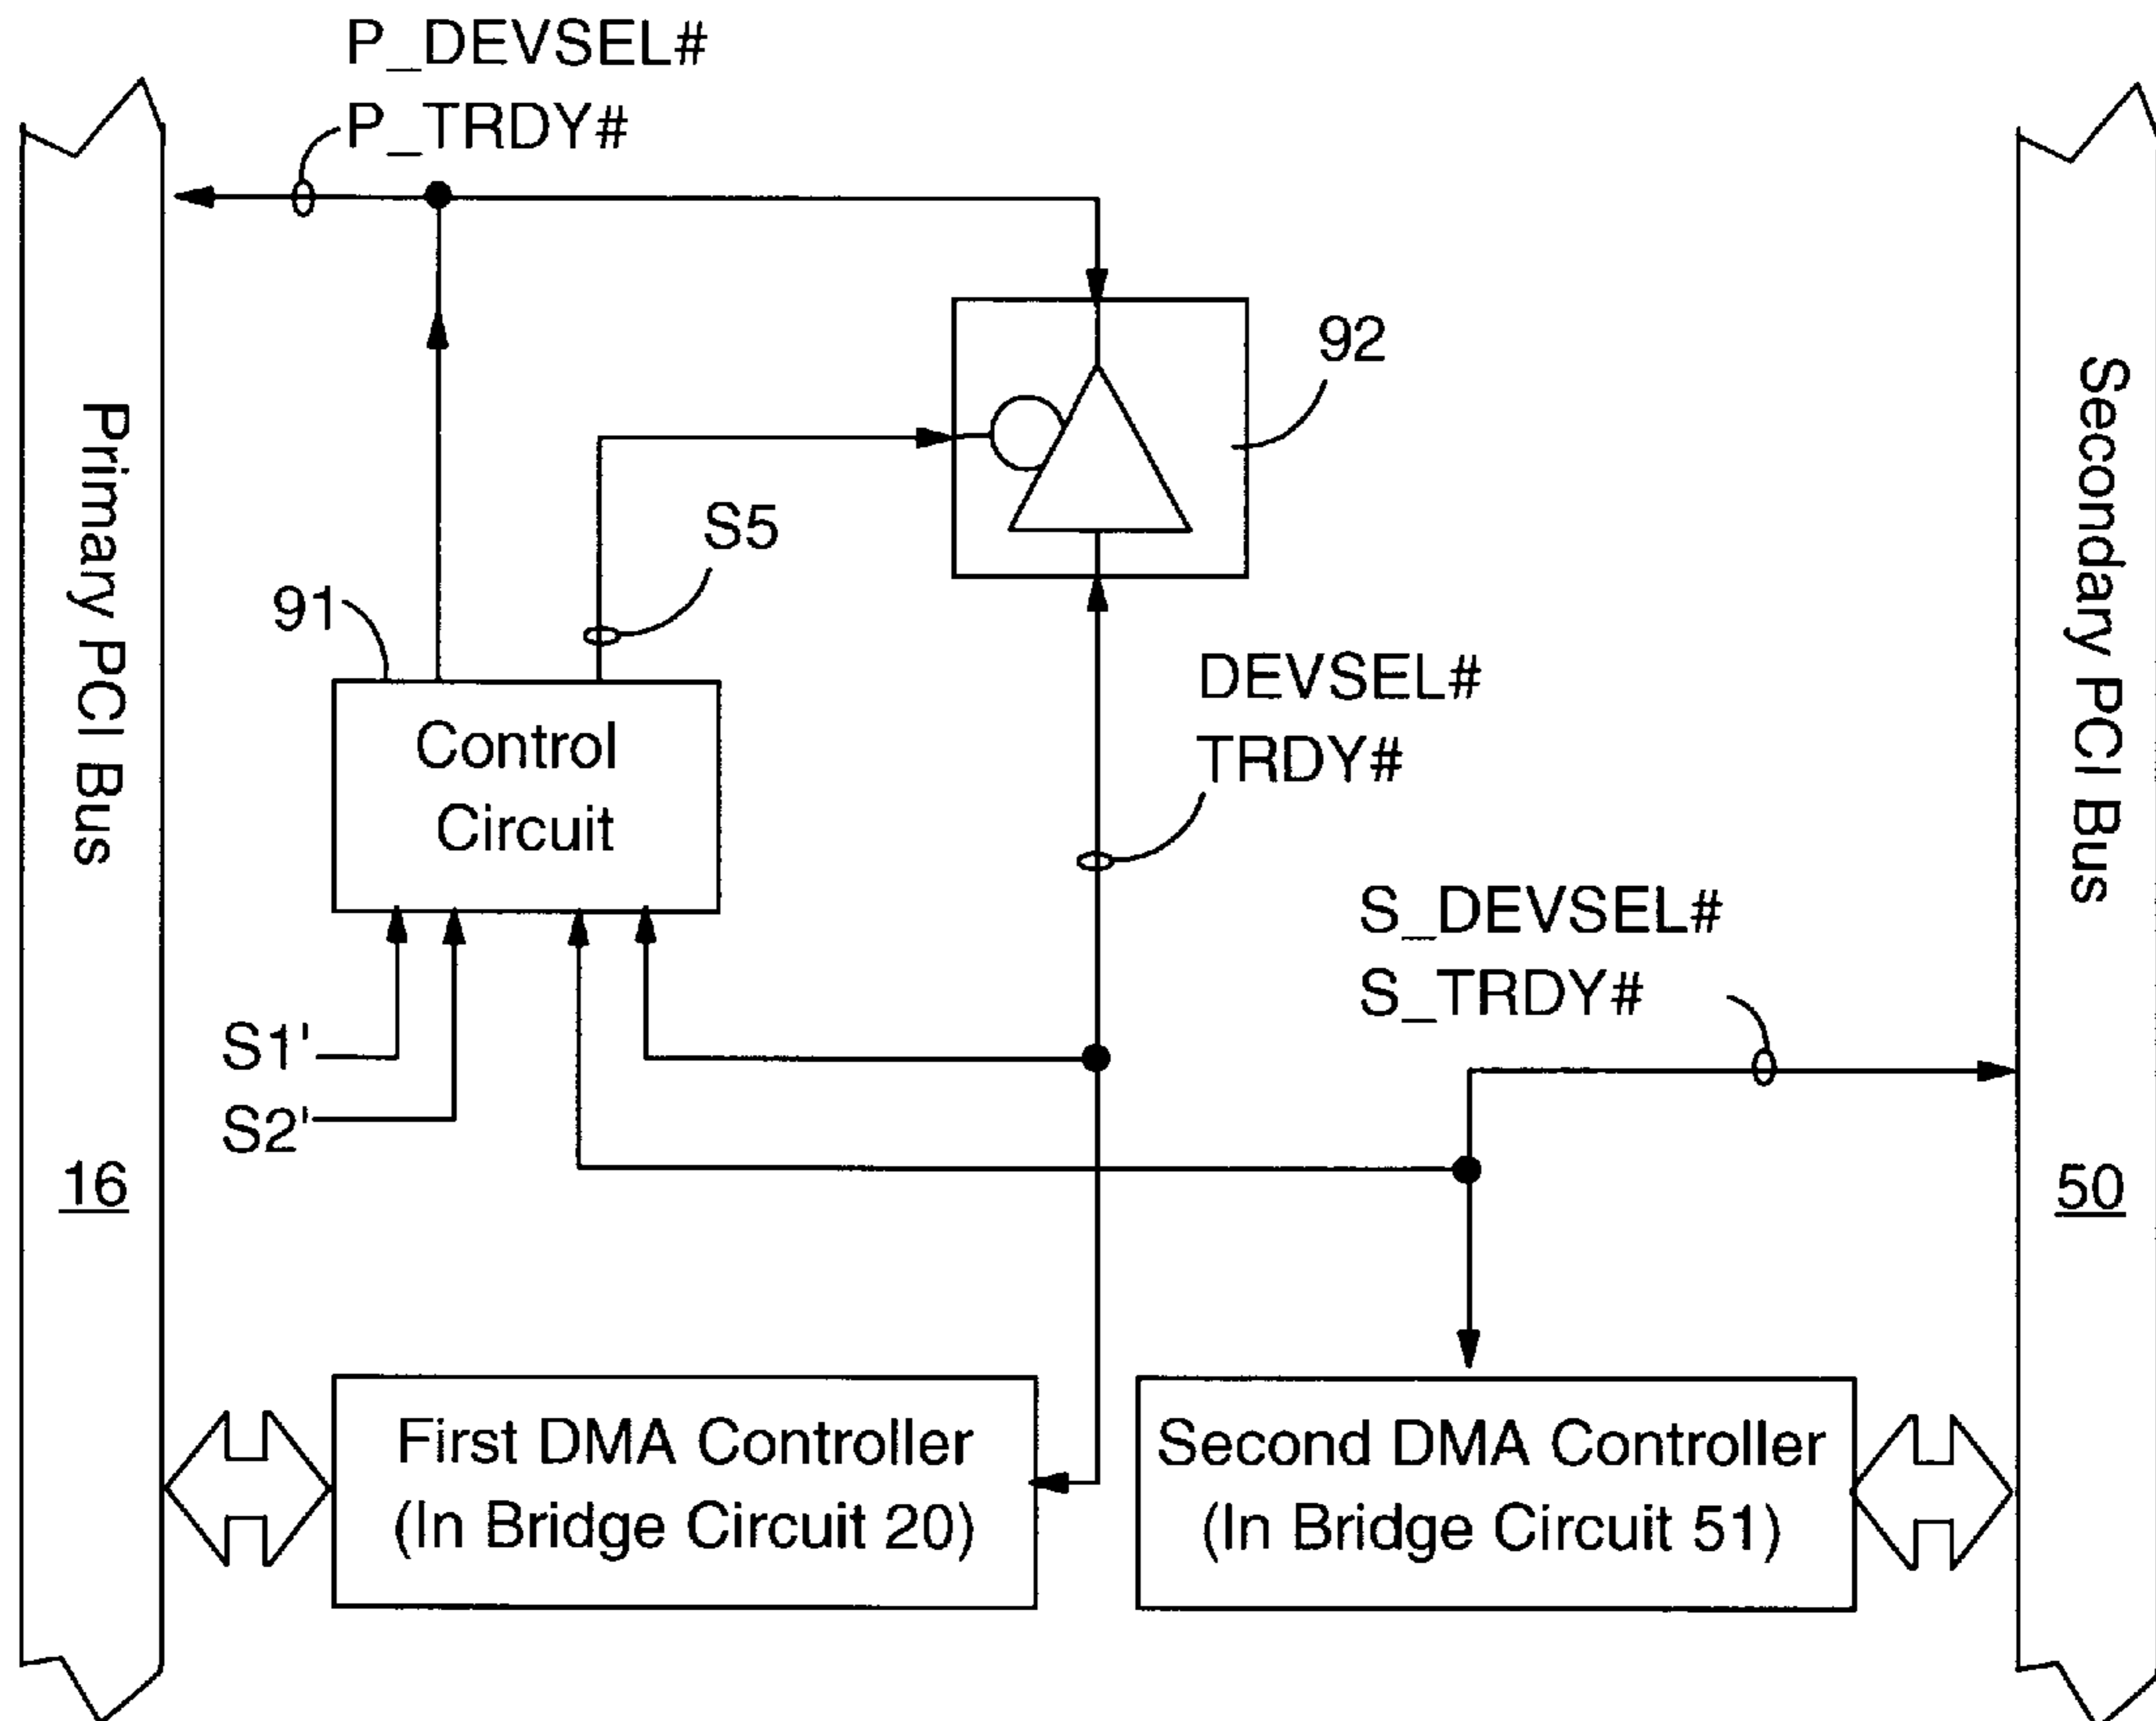 P_DEVSEL#
P_TRDY#
92
S5
91
Control
Circuit
DEVSEL#
TRDY#
S_DEVSEL#
S_TRDY#
S1'
S2'
Primary PCI Bus
16
Secondary PCI Bus
50
First DMA Controller
(In Bridge Circuit 20)
Second DMA Controller
(In Bridge Circuit 51)